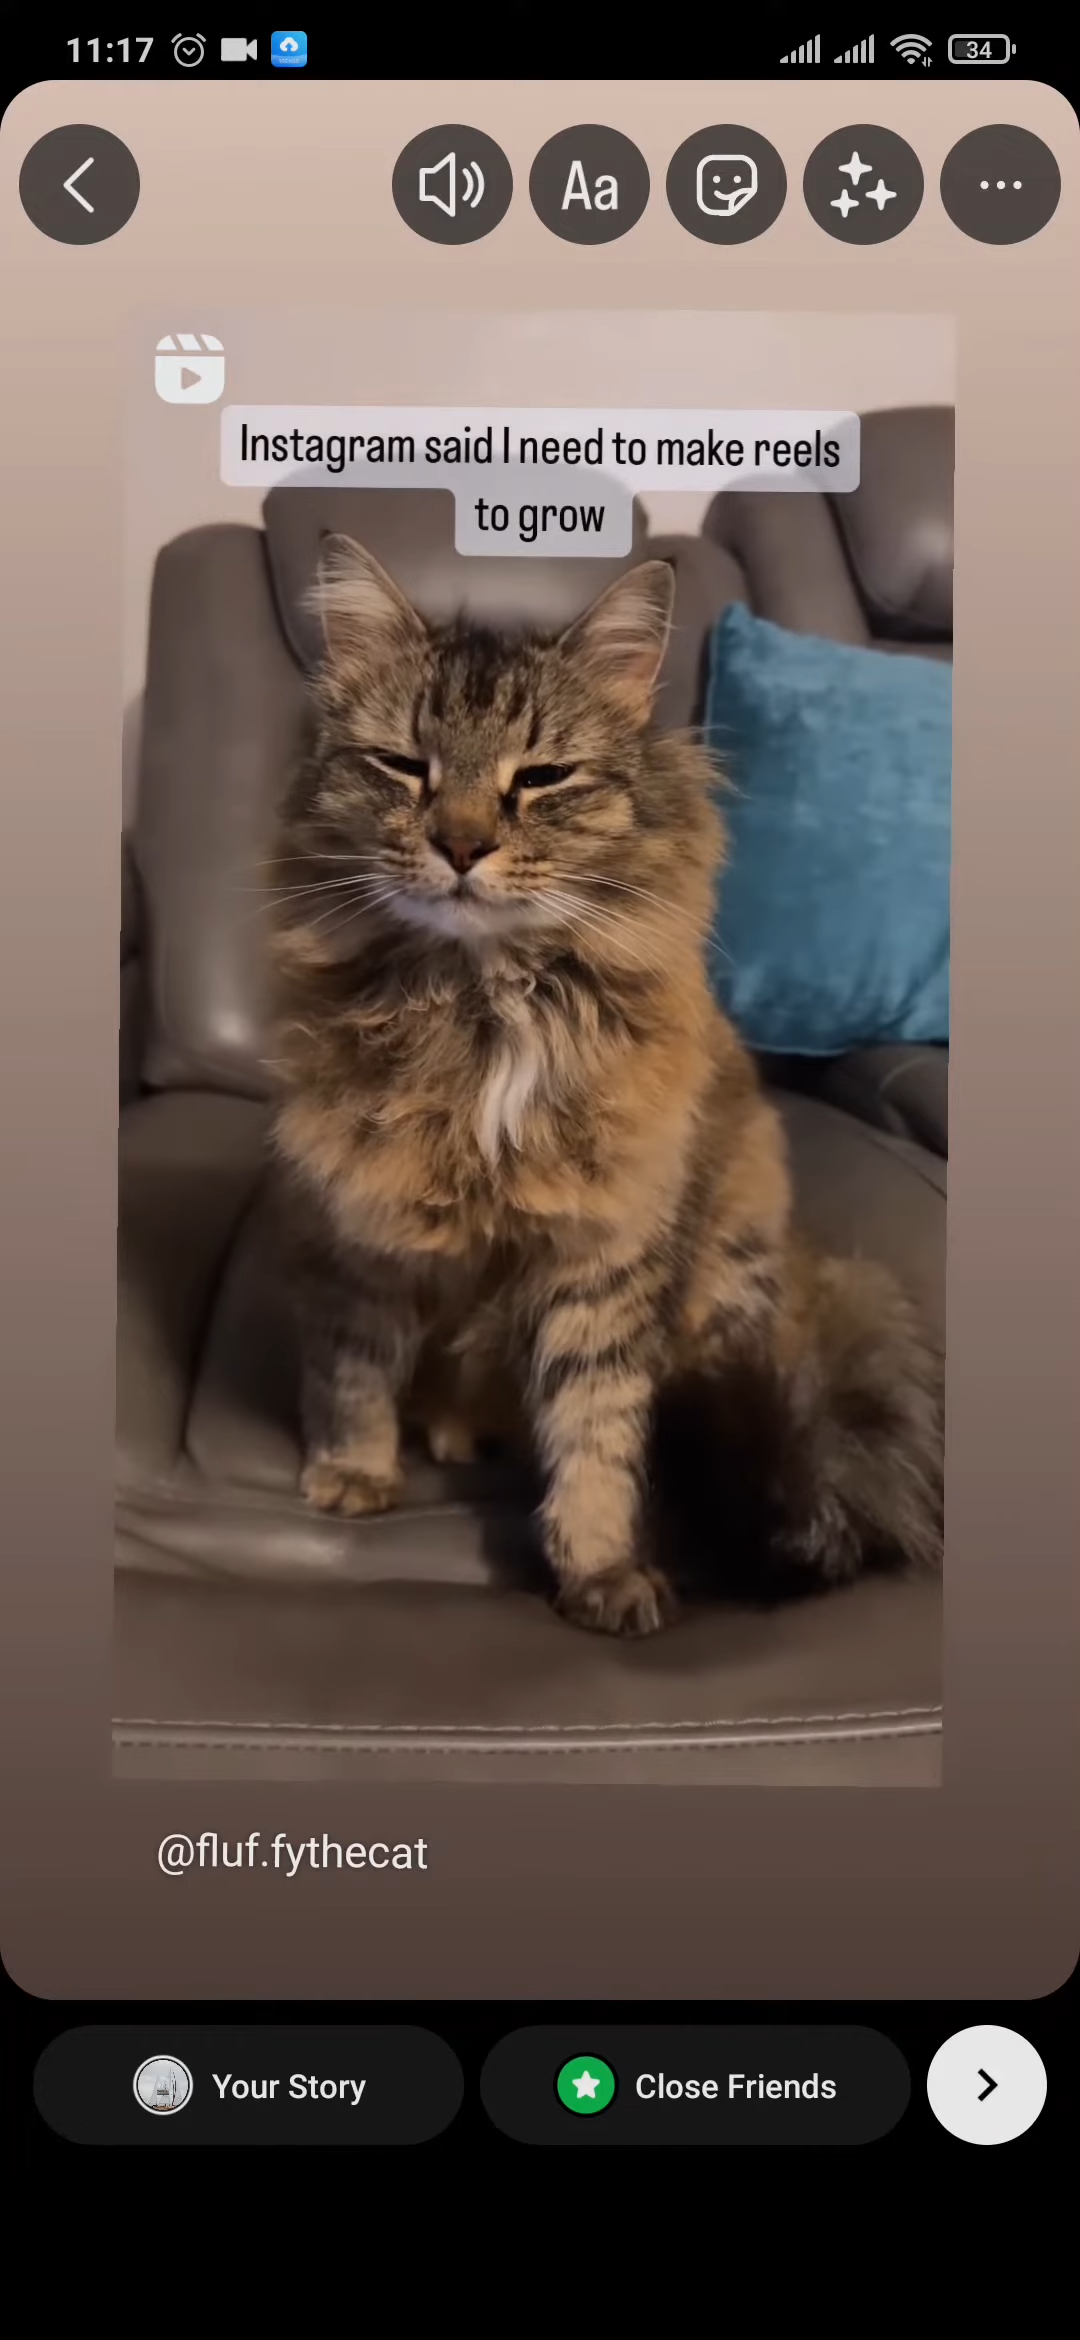 11:17
34
Aa
Instagram said I need to make reels
to grow
@fluf.fythecat
Your Story
Close Friends